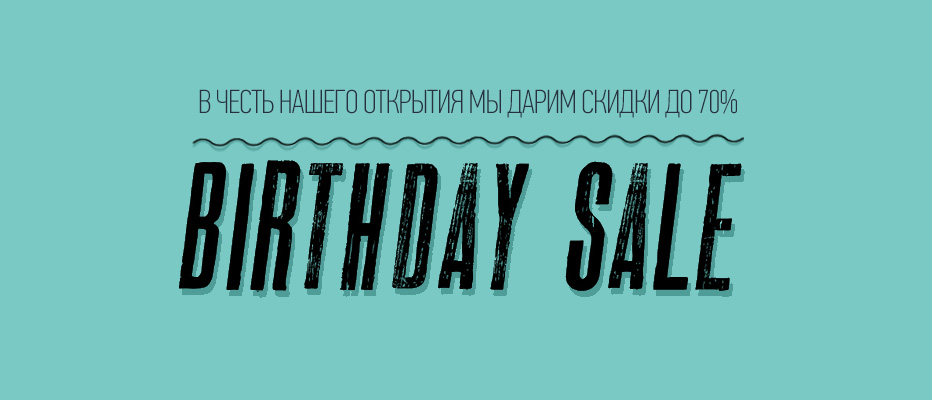 В ЧЕСТЬ НАШЕГО ОТКРЫТИЯ МЫ ДАРИМ СКИДКИ ДО 70%
BIRTHDAY SALE